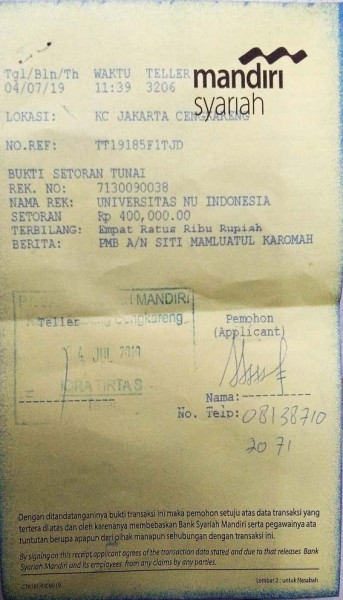 mandiri
syariah
Tgl/Bln/Th WAKTU TELLER
04/07/19 11:39 3206
LOKASI: KC JAKARTA CENGKARENG
NO.REF: TT19185F1TJD
BUKTI SETORAN TUNAI
REK. NO: 7130090038
NAMA REK: UNIVERSITAS NU INDONESIA
SETORAN Rp 400,000.00
TERBILANG: Empat Ratus Ribu Rupiah
BERITA: PMB A/N SITI MAMLUATUL KAROMAH
MANDIRI
Cengkareng
Teller
Pemohon
(Applicant)
4 JUL 2019
TIRTA S
Nama:
No. Telp: 08138710
2071
Dengan ditandatanganinya bukti transaksi ini maka pemohon setuju atas data transaksi yang
tertera di atas dan oleh karenanya membebaskan Bank Syariah Mandiri serta pegawainya atas
tuntutan berupa apapun dari pihak manapun sehubungan dengan transaksi ini.
By signing on this receipt applicant agrees of the transaction data stated and due to that releases Bank
Syariah Mandiri and its employees from any claims by any parties.
Lembar 2 : untuk Nasabah